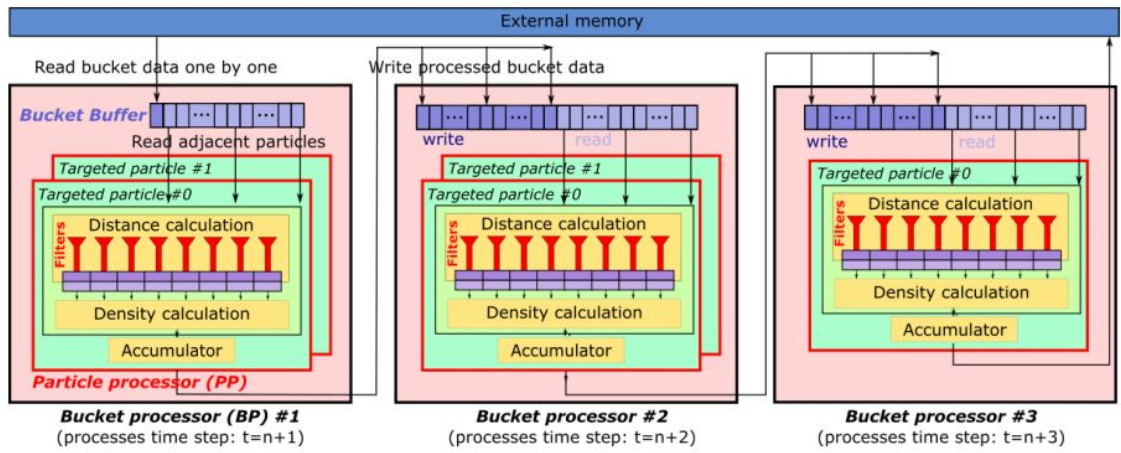 External memory
Read bucket data one by one
Write processed bucket data
Bucket Buffer
...
...
Read adjacent particles
Targeted particle #1
Targeted particle #0
Distance calculation
Filters
Density calculation
Accumulator
Particle processor (PP)
Bucket processor (BP) #1
(processes time step: t=n+1)
...
...
...
...
write
read
Targeted particle #1
Targeted particle #0
Distance calculation
Filters
Density calculation
Accumulator
Bucket processor #2
(processes time step: t=n+2)
...
...
...
...
write
read
Targeted particle #0
Distance calculation
Filters
Density calculation
Accumulator
Bucket processor #3
(processes time step: t=n+3)